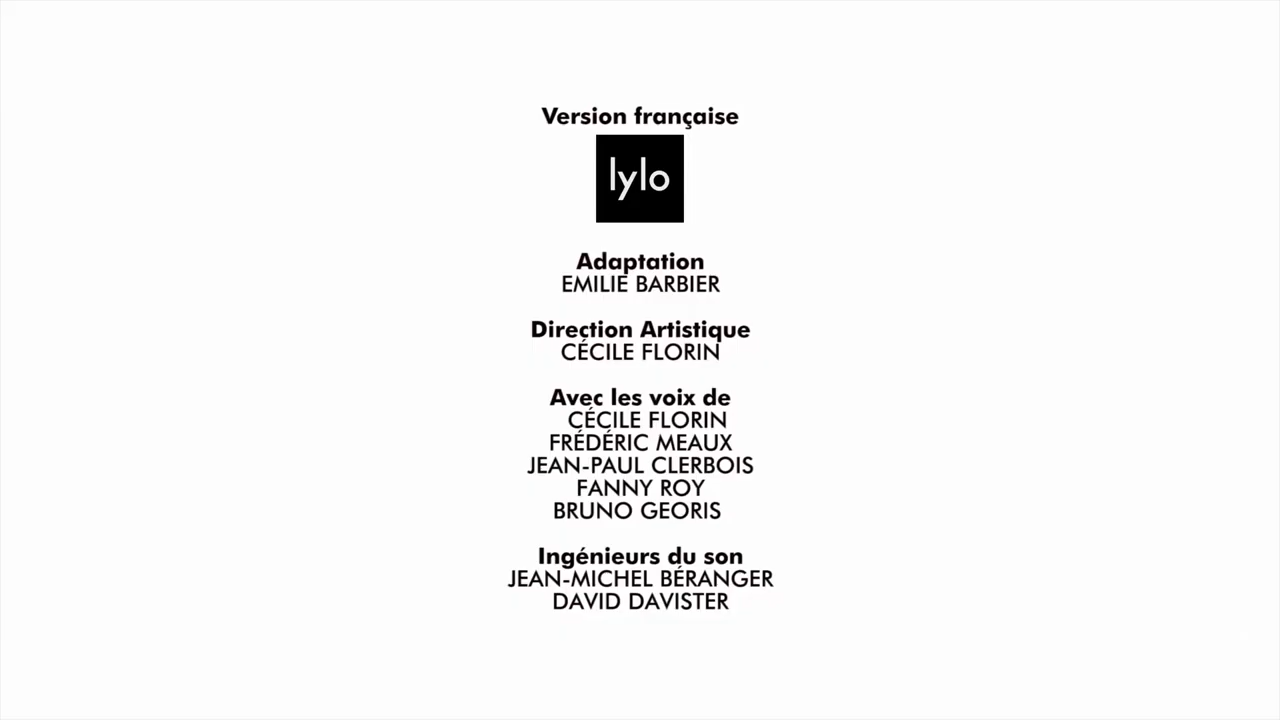 Version française
lylo
Adaptation
EMILIE BARBIER
Direction Artistique
CÉCILE FLORIN
Avec les voix de
CÉCILE FLORIN
FRÉDÉRIC MEAUX
JEAN-PAUL CLERBOIS
FANNY ROY
BRUNO GEORIS
Ingénieurs du son
JEAN-MICHEL BÉRANGER
DAVID DAVISTER